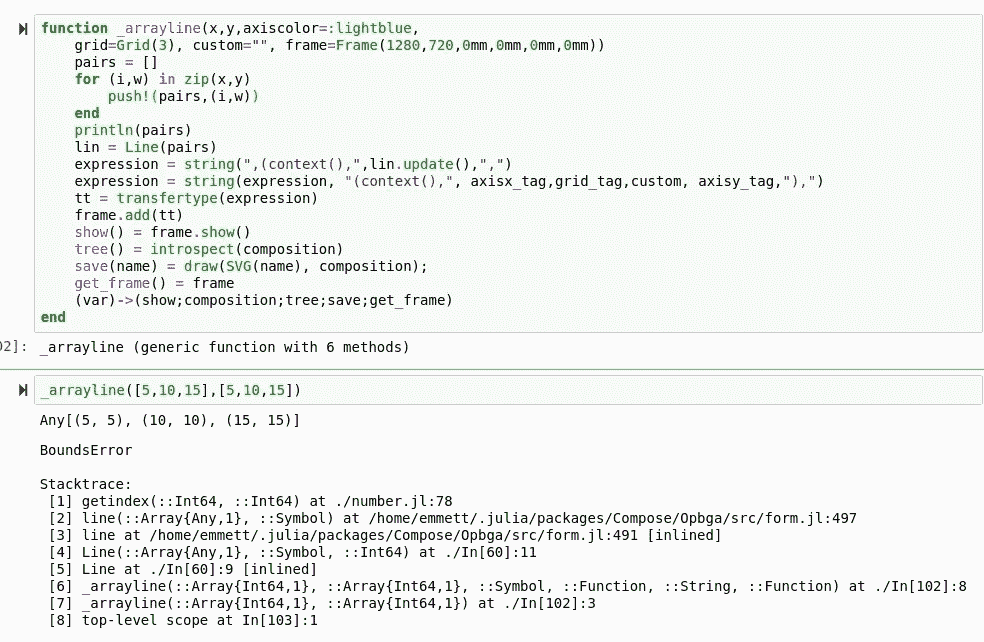 function _arrayline(x,y,axiscolor=:lightblue,
    grid=Grid(3), custom="", frame=Frame(1280,720,0mm,0mm,0mm,0mm))
    pairs = []
    for (i,w) in zip(x,y)
        push!(pairs,(i,w))
    end
    println(pairs)
    lin = Line(pairs)
    expression = string(",(context(),",lin.update(),",")
    expression = string(expression, "(context(),", axisx_tag,grid_tag,custom, axisy_tag,"),")
    tt = transfertype(expression)
    frame.add(tt)
    show() = frame.show()
    tree() = introspect(composition)
    save(name) = draw(SVG(name), composition);
    get_frame() = frame
    (var)->(show;composition;tree;save;get_frame)
end
02]: _arrayline (generic function with 6 methods)
_arrayline([5,10,15],[5,10,15])
Any[(5, 5), (10, 10), (15, 15)]
BoundsError
Stacktrace:
 [1] getindex(::Int64, ::Int64) at ./number.jl:78
 [2] line(::Array{Any,1}, ::Symbol) at /home/emmett/.julia/packages/Compose/Opbga/src/form.jl:497
 [3] line at /home/emmett/.julia/packages/Compose/Opbga/src/form.jl:491 [inlined]
 [4] Line(::Array{Any,1}, ::Symbol, ::Int64) at ./In[60]:11
 [5] Line at ./In[60]:9 [inlined]
 [6] _arrayline(::Array{Int64,1}, ::Array{Int64,1}, ::Symbol, ::Function, ::String, ::Function) at ./In[102]:8
 [7] _arrayline(::Array{Int64,1}, ::Array{Int64,1}) at ./In[102]:3
 [8] top-level scope at In[103]:1